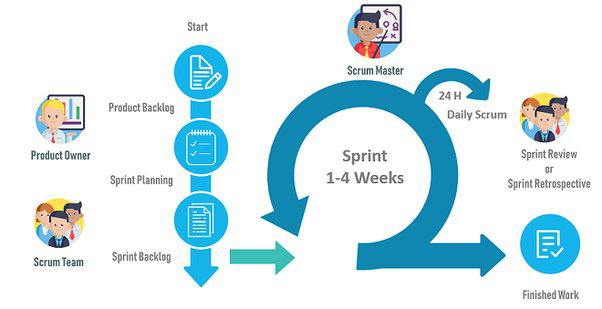 Start
Scrum Master
Product Backlog
24 H
Daily Scrum
Product Owner
Sprint
1-4 Weeks
Sprint Review
or
Sprint Retrospective
Sprint Planning
Scrum Team
Sprint Backlog
Finished Work